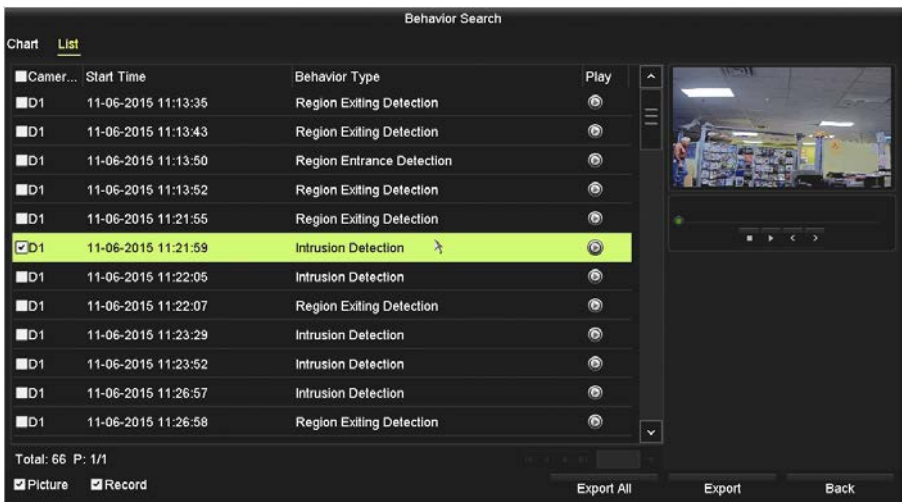 Behavior Search
Chart List
Camer... Start Time Behavior Type Play
D1 11-06-2015 11:13:35 Region Exiting Detection
D1 11-06-2015 11:13:43 Region Exiting Detection
D1 11-06-2015 11:13:50 Region Entrance Detection
D1 11-06-2015 11:13:52 Region Exiting Detection
D1 11-06-2015 11:21:55 Region Exiting Detection
D1 11-06-2015 11:21:59 Intrusion Detection
D1 11-06-2015 11:22:05 Intrusion Detection
D1 11-06-2015 11:22:07 Region Exiting Detection
D1 11-06-2015 11:23:29 Intrusion Detection
D1 11-06-2015 11:23:52 Intrusion Detection
D1 11-06-2015 11:26:57 Intrusion Detection
D1 11-06-2015 11:26:58 Region Exiting Detection
Total: 66 P: 1/1
Picture Record Export All Export Back